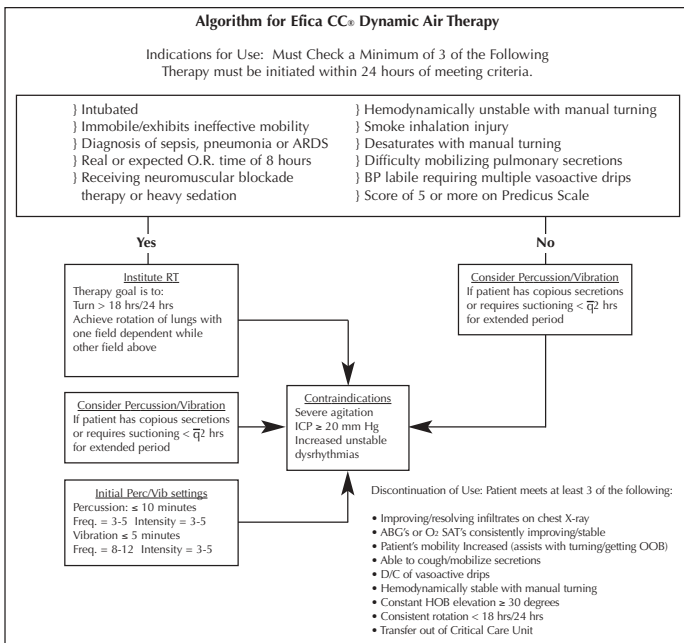 Algorithm for Efica CC® Dynamic Air Therapy
Indications for Use: Must Check a Minimum of 3 of the Following
Therapy must be initiated within 24 hours of meeting criteria.
} Intubated
} Immobile/exhibits ineffective mobility
} Diagnosis of sepsis, pneumonia or ARDS
} Real or expected O.R. time of 8 hours
} Receiving neuromuscular blockade
therapy or heavy sedation
} Hemodynamically unstable with manual turning
} Smoke inhalation injury
} Desaturates with manual turning
} Difficulty mobilizing pulmonary secretions
} BP labile requiring multiple vasoactive drips
} Score of 5 or more on Predicus Scale
Yes
No
Institute RT
Therapy goal is to:
Turn > 18 hrs/24 hrs
Achieve rotation of lungs with
one field dependent while
other field above
Consider Percussion/Vibration
If patient has copious secretions
or requires suctioning < q̅2 hrs
for extended period
Consider Percussion/Vibration
If patient has copious secretions
or requires suctioning < q̅2 hrs
for extended period
Contraindications
Severe agitation
ICP ≥ 20 mm Hg
Increased unstable
dysrhythmias
Initial Perc/Vib settings
Percussion: ≤ 10 minutes
Freq. = 3-5 Intensity = 3-5
Vibration ≤ 5 minutes
Freq. = 8-12 Intensity = 3-5
Discontinuation of Use: Patient meets at least 3 of the following:
• Improving/resolving infiltrates on chest X-ray
• ABG's or O2 SAT's consistently improving/stable
• Patient's mobility Increased (assists with turning/getting OOB)
• Able to cough/mobilize secretions
• D/C of vasoactive drips
• Hemodynamically stable with manual turning
• Constant HOB elevation ≥ 30 degrees
• Consistent rotation < 18 hrs/24 hrs
• Transfer out of Critical Care Unit